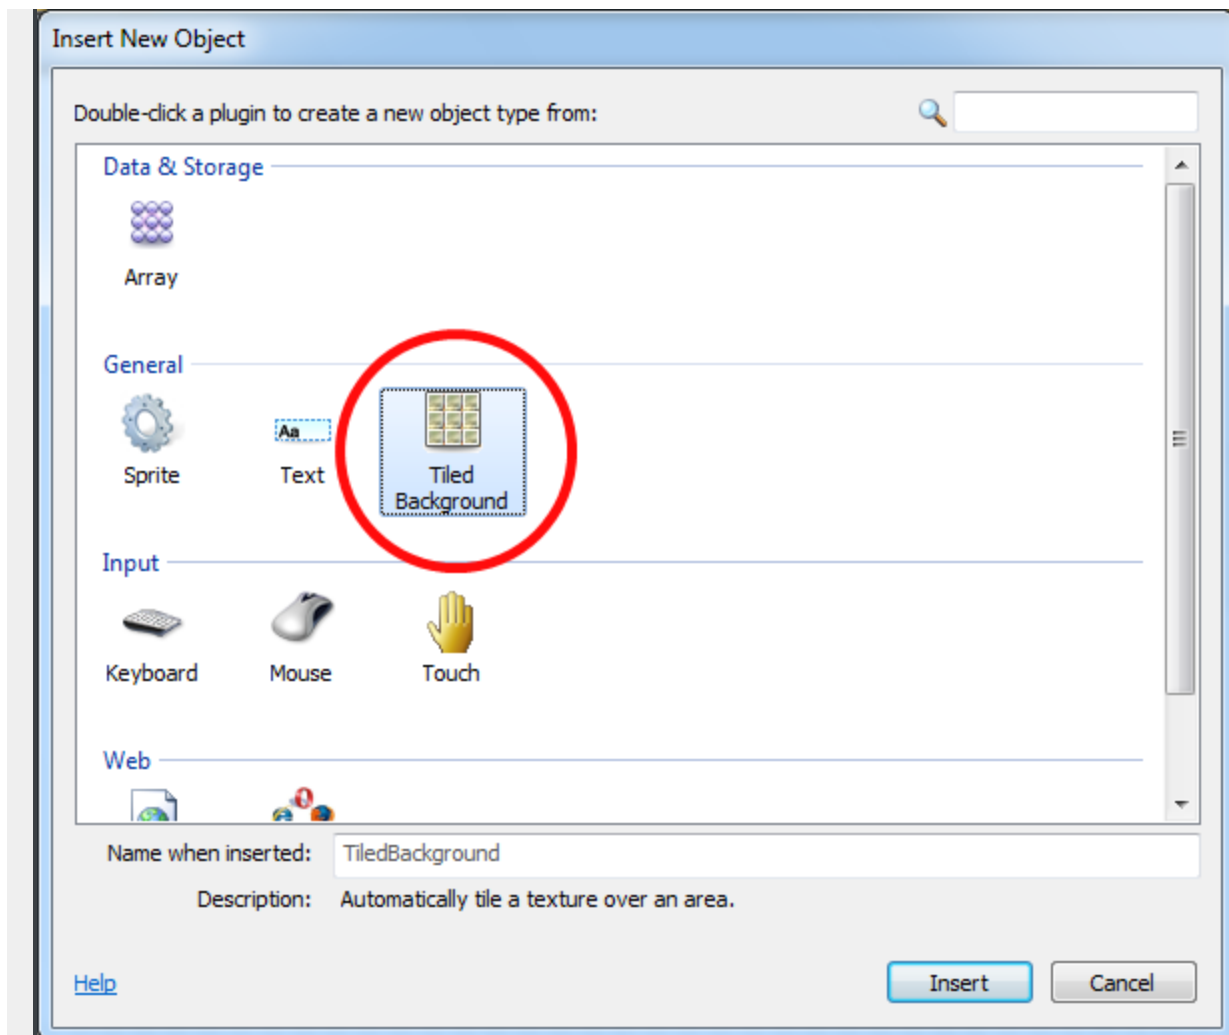 Insert New Object
Double-click a plugin to create a new object type from:
Data & Storage
Array
General
Sprite
Aa
Text
Tiled
Background
Input
Keyboard
Mouse
Touch
Web
Name when inserted: TiledBackground
Description: Automatically tile a texture over an area.
Help
Insert
Cancel